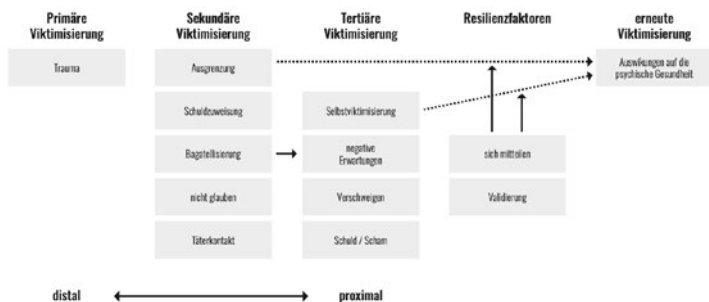 Primäre
Viktimisierung
Sekundäre
Viktimisierung
Tertiäre
Viktimisierung
Resilienzfaktoren
erneute
Viktimisierung
Trauma
Ausgrenzung
Auswikungen auf die
psychische Gesundheit
Schuldzuweisung
Selbstviktimisierung
Bagatellisierung
negative
Erwartungen
sich mitteilen
nicht glauben
Verschweigen
Validierung
Täterkontakt
Schuld / Scham
distal
proximal